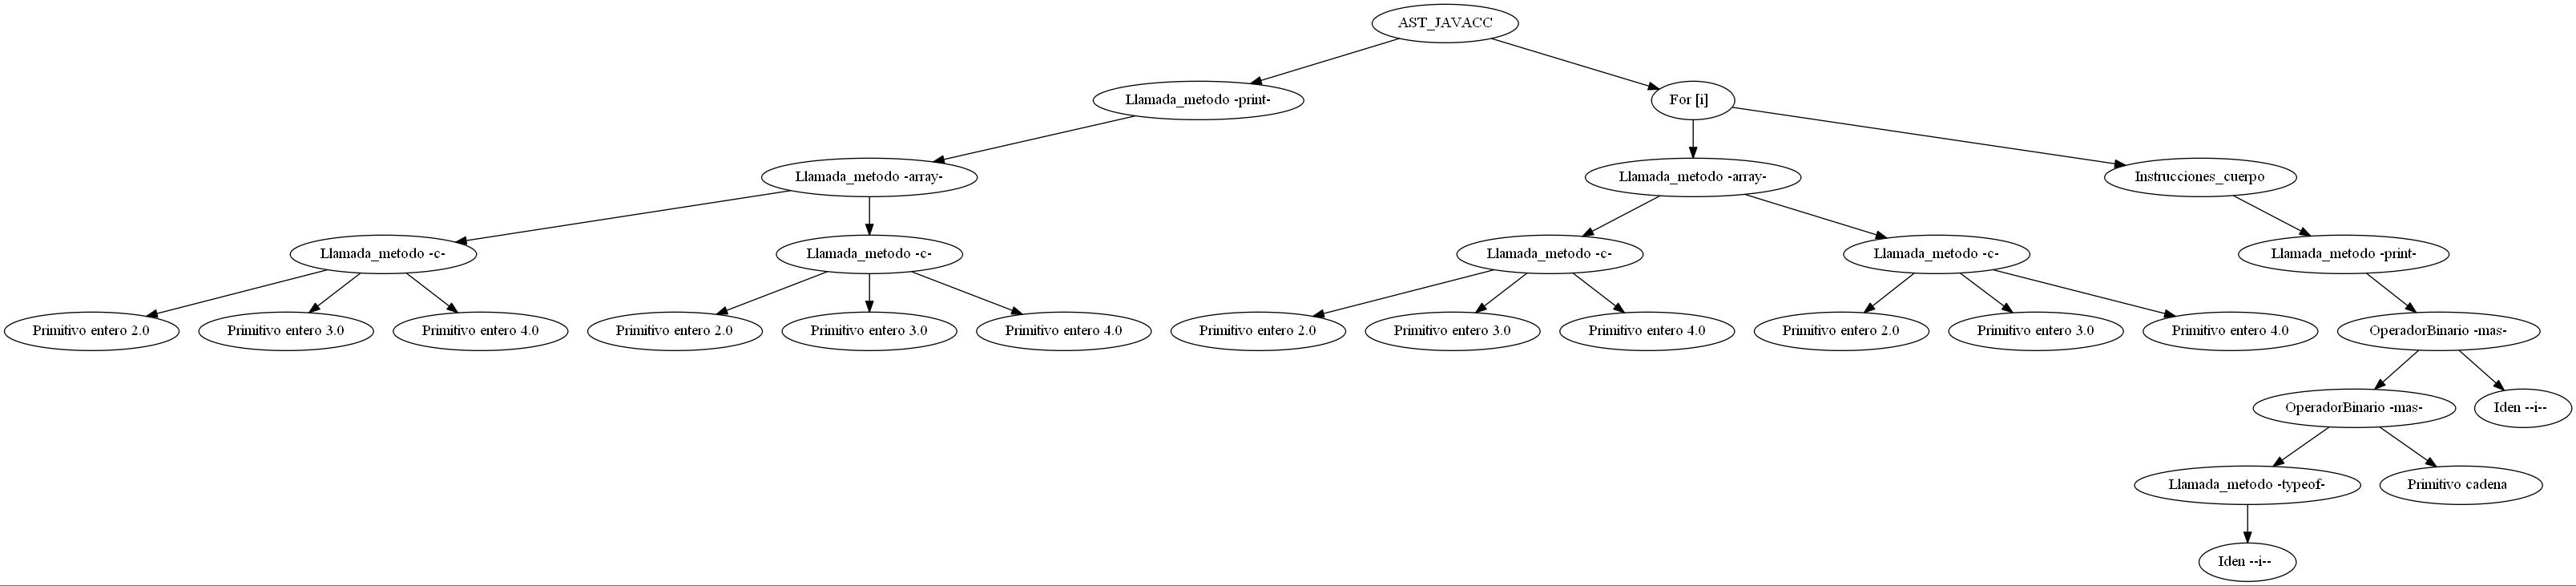 AST_JAVACC
Llamada_metodo -print-
For [i]
Llamada_metodo -array-
Llamada_metodo -array-
Instrucciones_cuerpo
Llamada_metodo -c-
Llamada_metodo -c-
Llamada_metodo -c-
Llamada_metodo -c-
Llamada_metodo -print-
Primitivo entero 2.0
Primitivo entero 3.0
Primitivo entero 4.0
Primitivo entero 2.0
Primitivo entero 3.0
Primitivo entero 4.0
Primitivo entero 2.0
Primitivo entero 3.0
Primitivo entero 4.0
Primitivo entero 2.0
Primitivo entero 3.0
Primitivo entero 4.0
OperadorBinario -mas-
OperadorBinario -mas-
Iden --i--
Llamada_metodo -typeof-
Primitivo cadena
Iden --i--